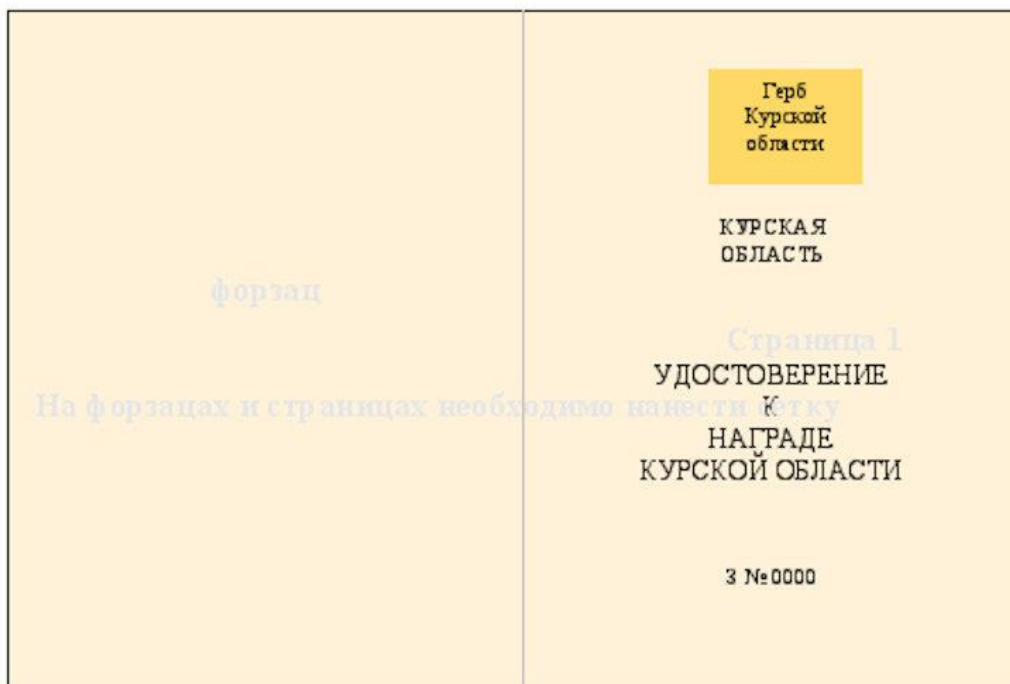 Герб
Курской
области
КУРСКАЯ
ОБЛАСТЬ
форзац
Страница 1
УДОСТОВЕРЕНИЕ
На форзацах и страницах необходимо нанести сетку
К
НАГРАДЕ
КУРСКОЙ ОБЛАСТИ
З №0000